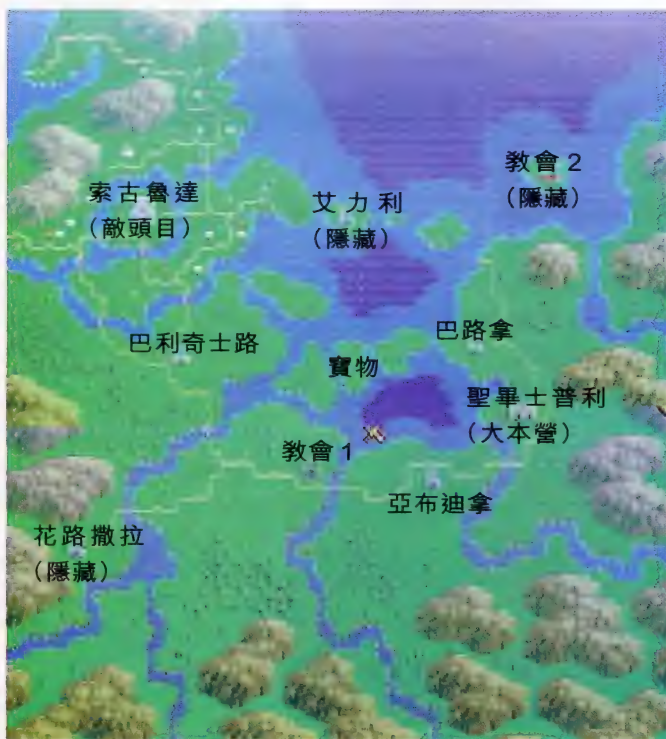 教會2
(隱藏)
索古魯達
(敵頭目)
艾力利
(隱藏)
巴利奇士路
巴路拿
寶物
聖畢士普利
(大本營)
教會1
亞布迪拿
花路撒拉
(隱藏)